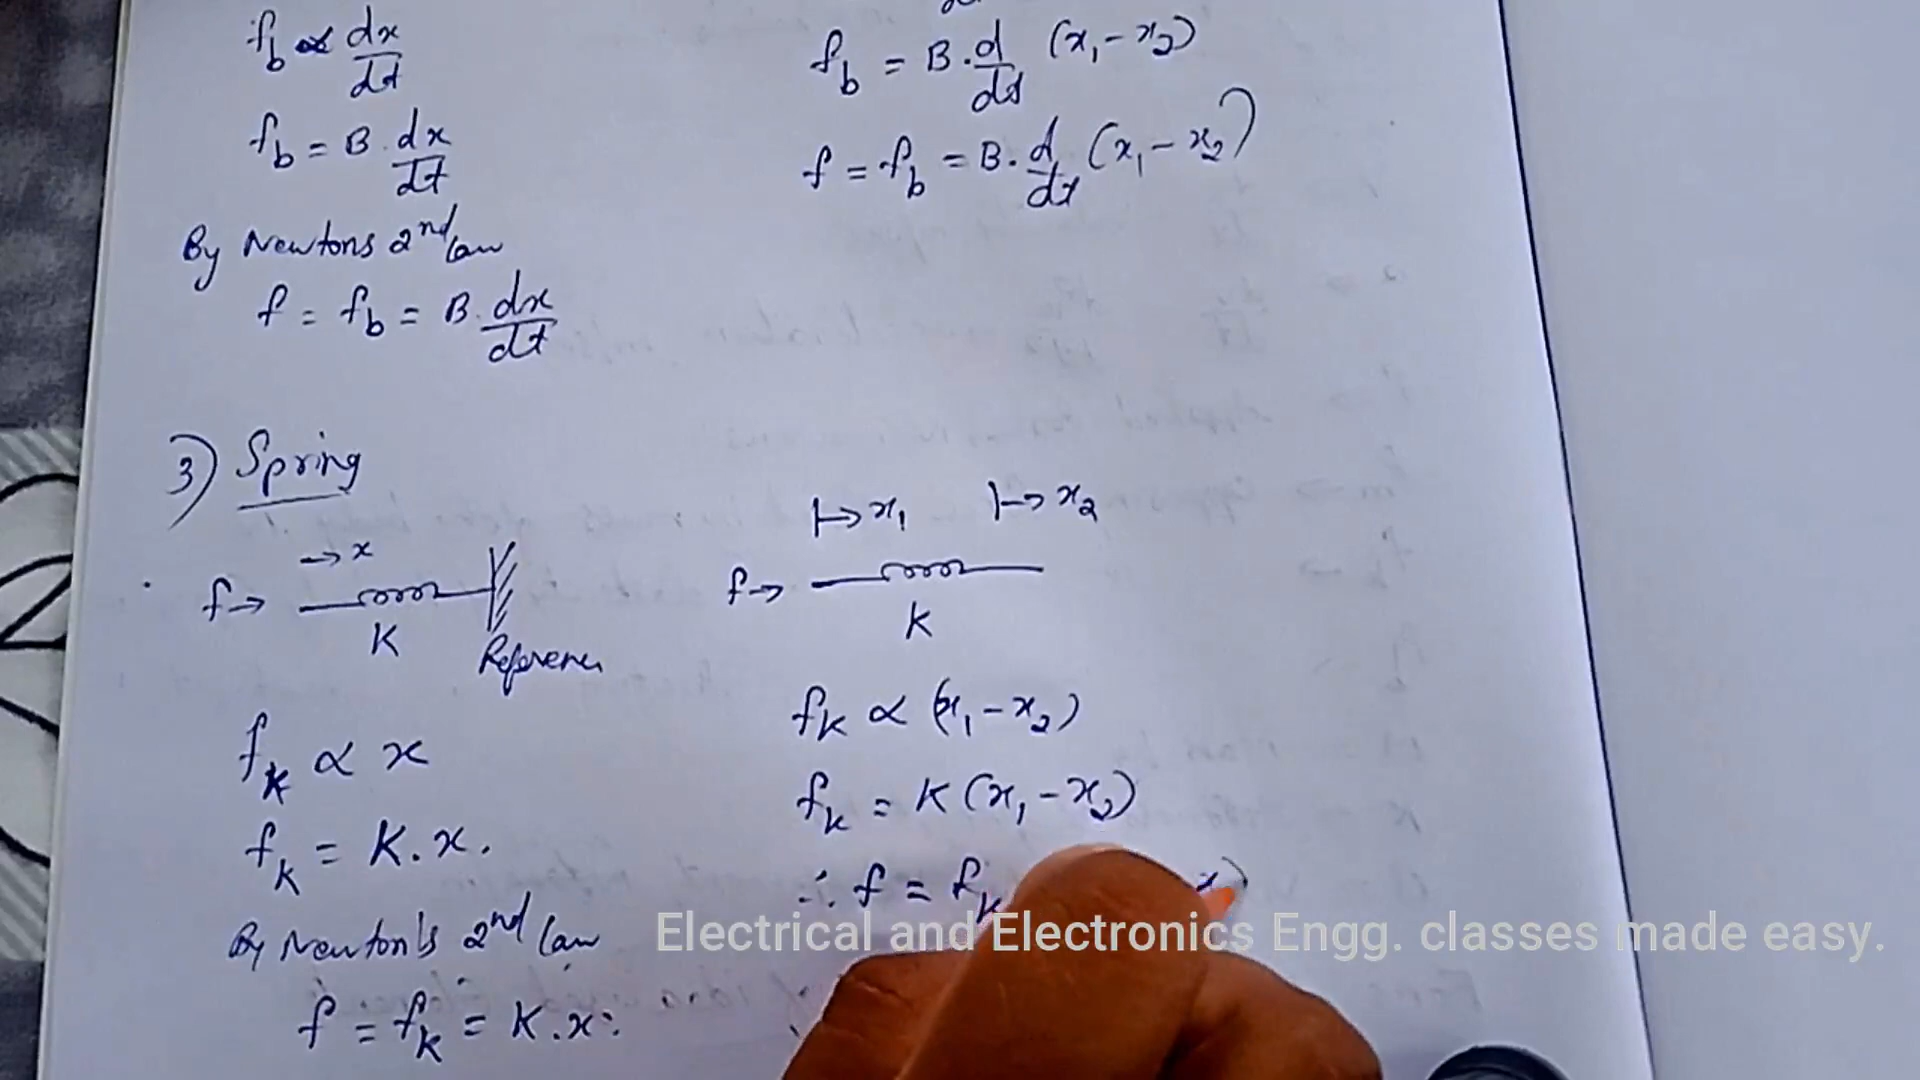 f_b ∝ dx/dt
f_b = B. dx/dt
By Newtons 2nd law
f = f_b = B. dx/dt
f_b = B. d/dt (x₁ - x₂)
f = f_b = B. d/dt (x₁ - x₂)
3) Spring
→ x
f →
K
Referenc
f_k ∝ x
f_k = K. x.
By Newton's 2nd law
f = f_k = K. x.
↦ x₁ ↦ x₂
f →
K
f_k ∝ (x₁ - x₂)
f_k = K (x₁ - x₂)
∴ f = f_k
Electrical and Electronics Engg. classes made easy.